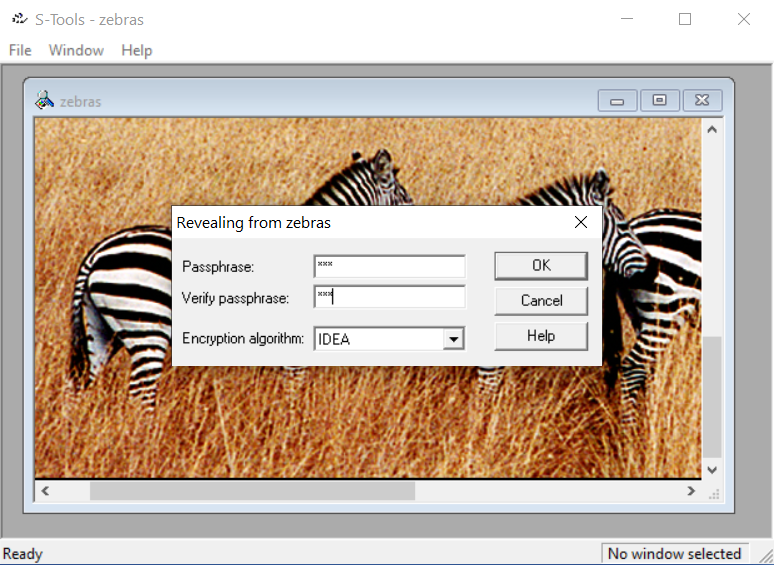 S-Tools - zebras
File Window Help
zebras
Revealing from zebras
Passphrase: ***
OK
Verify passphrase: ***
Cancel
Encryption algorithm: IDEA
Help
Ready
No window selected